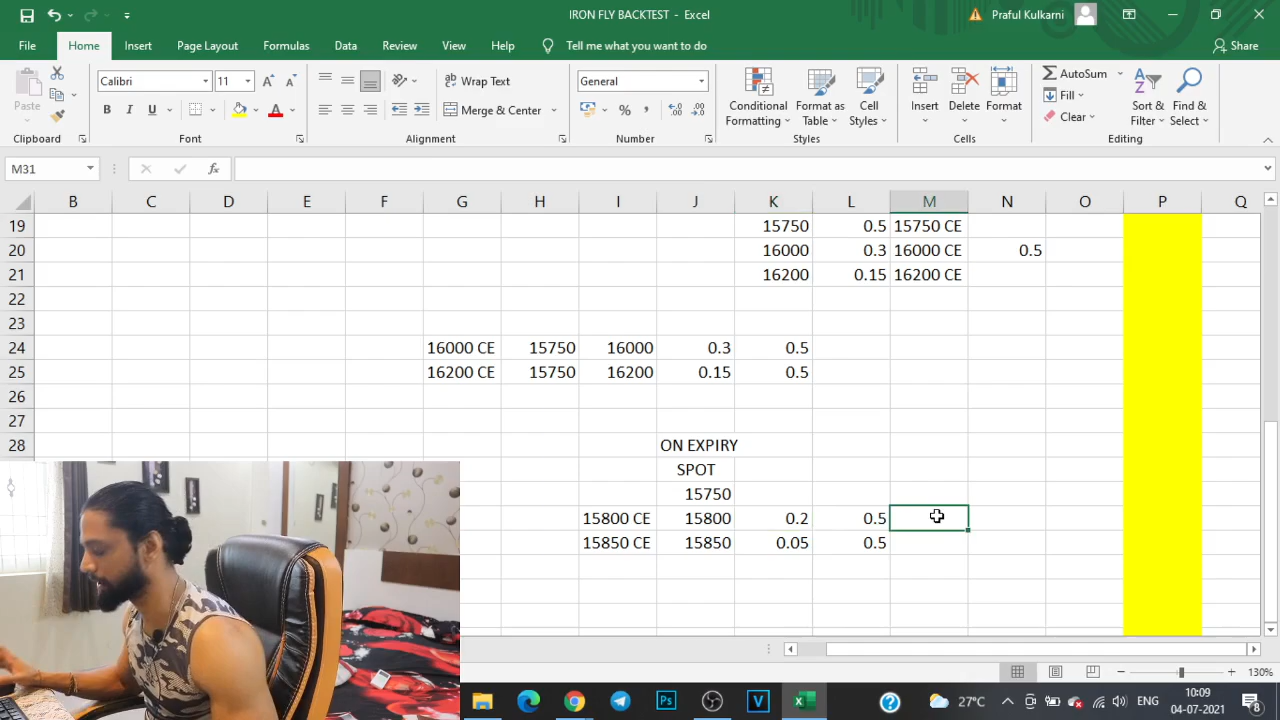 IRON FLY BACKTEST - Excel
Praful Kulkarni
File Home Insert Page Layout Formulas Data Review View Help Tell me what you want to do Share
Paste
Calibri 11
Wrap Text
General
Merge & Center
B I U
Conditional Formatting
Format as Table
Cell Styles
Insert Delete Format
AutoSum
Fill
Clear
Sort & Filter
Find & Select
Clipboard Font Alignment Number Styles Cells Editing
M31
fx
B C D E F G H I J K L M N O P Q
19 15750 0.5 15750 CE
20 16000 0.3 16000 CE 0.5
21 16200 0.15 16200 CE
22
23
24 16000 CE 15750 16000 0.3 0.5
25 16200 CE 15750 16200 0.15 0.5
26
27
28 ON EXPIRY
SPOT
15750
15800 CE 15800 0.2 0.5
15850 CE 15850 0.05 0.5
130%
27°C
ENG
10:09
04-07-2021
8